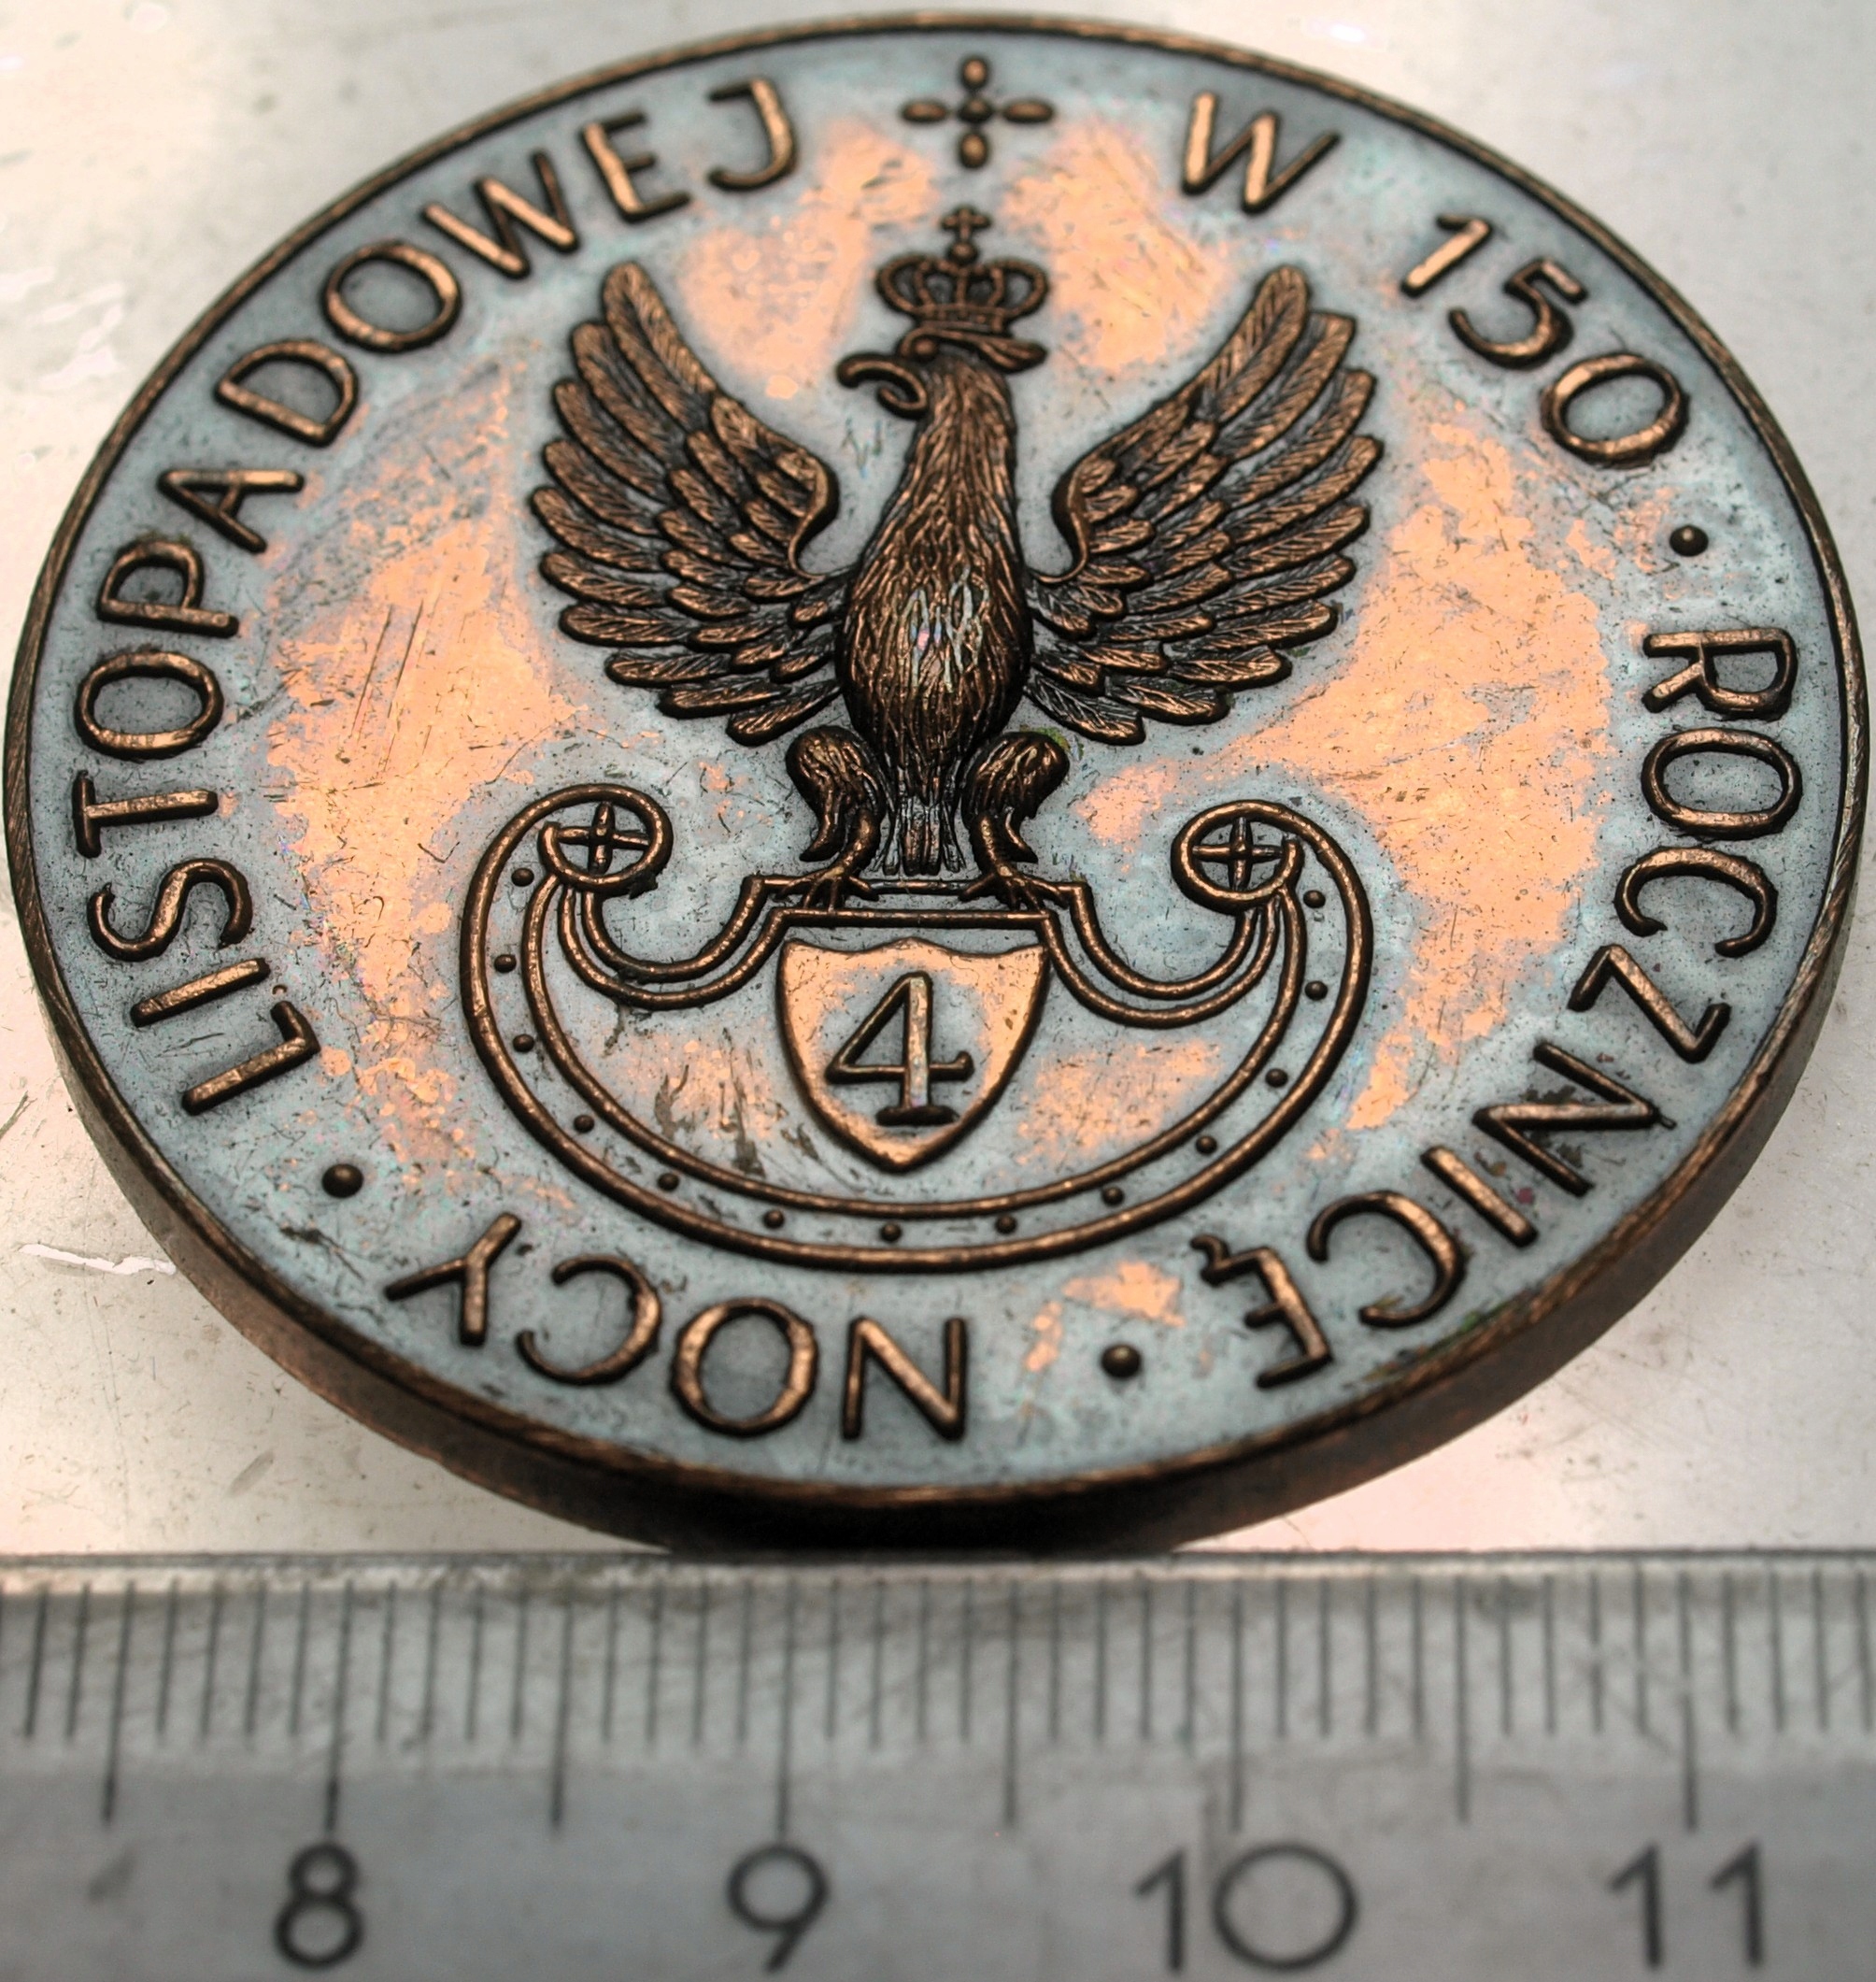 W 150 · ROCZNICĘ · NOCY · LISTOPADOWEJ
4
8 9 10 11